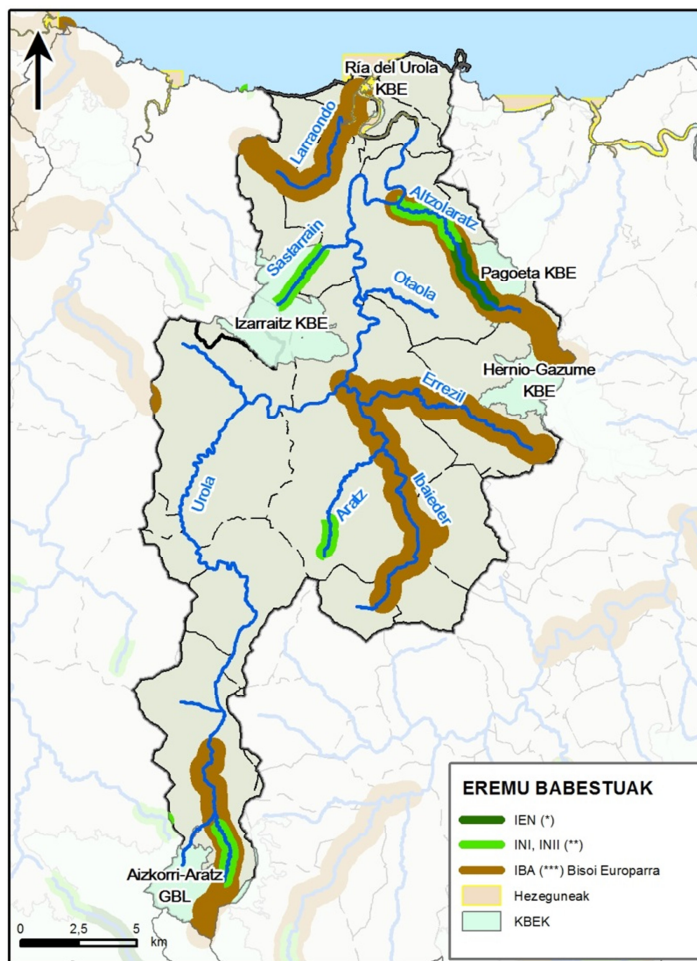 Ría del Urola
KBE
Larraondo
Altzolaratz
Sastarrain
Pagoeta KBE
Otaola
Izarraitz KBE
Hernio-Gazume
KBE
Errezil
Urola
Aratz
Ibaieder
Aizkorri-Aratz
GBL
0 2,5 5
km
EREMU BABESTUAK
IEN (*)
INI, INII (**)
IBA (***) Bisoi Europarra
Hezeguneak
KBEK